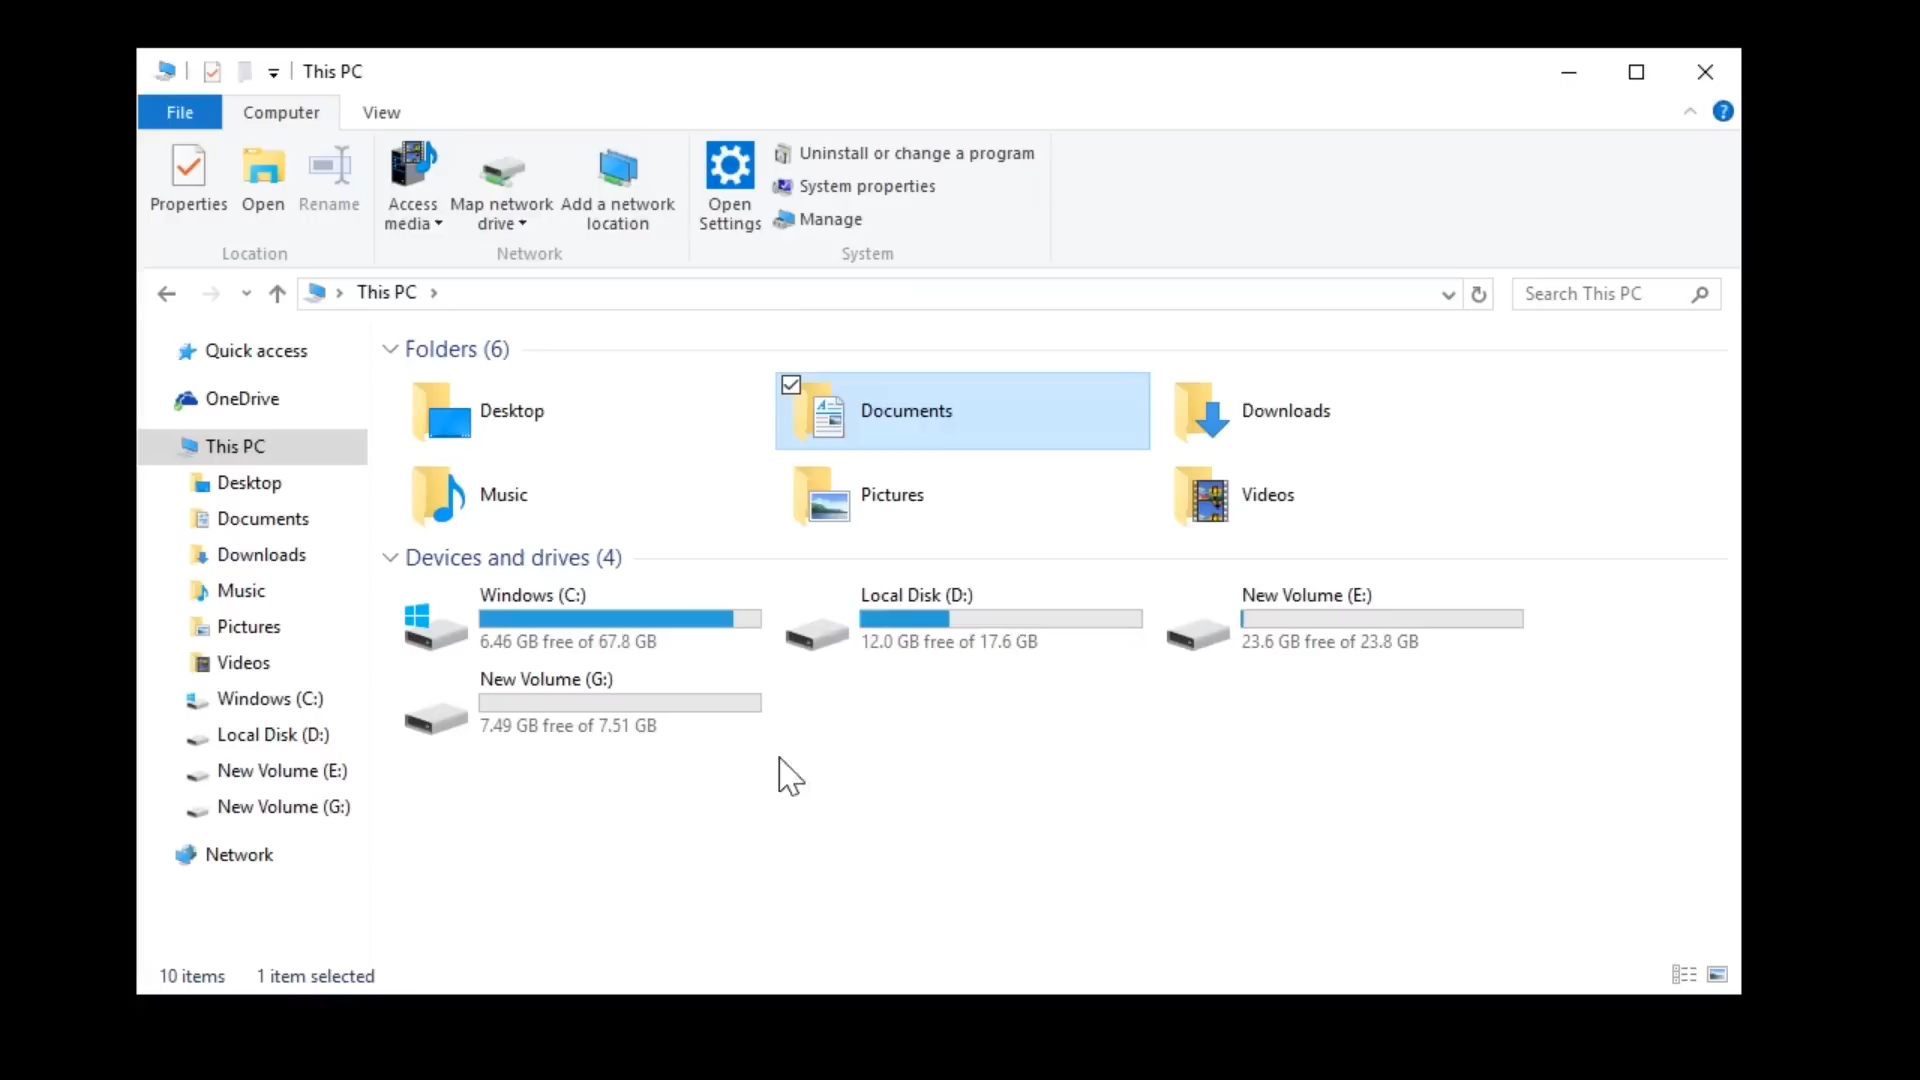 This PC
File
Computer
View
Properties
Open
Rename
Access media
Map network drive
Add a network location
Open Settings
Uninstall or change a program
System properties
Manage
Location
Network
System
This PC
Search This PC
Quick access
OneDrive
This PC
Desktop
Documents
Downloads
Music
Pictures
Videos
Windows (C:)
Local Disk (D:)
New Volume (E:)
New Volume (G:)
Network
Folders (6)
Desktop
Documents
Downloads
Music
Pictures
Videos
Devices and drives (4)
Windows (C:)
6.46 GB free of 67.8 GB
Local Disk (D:)
12.0 GB free of 17.6 GB
New Volume (E:)
23.6 GB free of 23.8 GB
New Volume (G:)
7.49 GB free of 7.51 GB
10 items
1 item selected